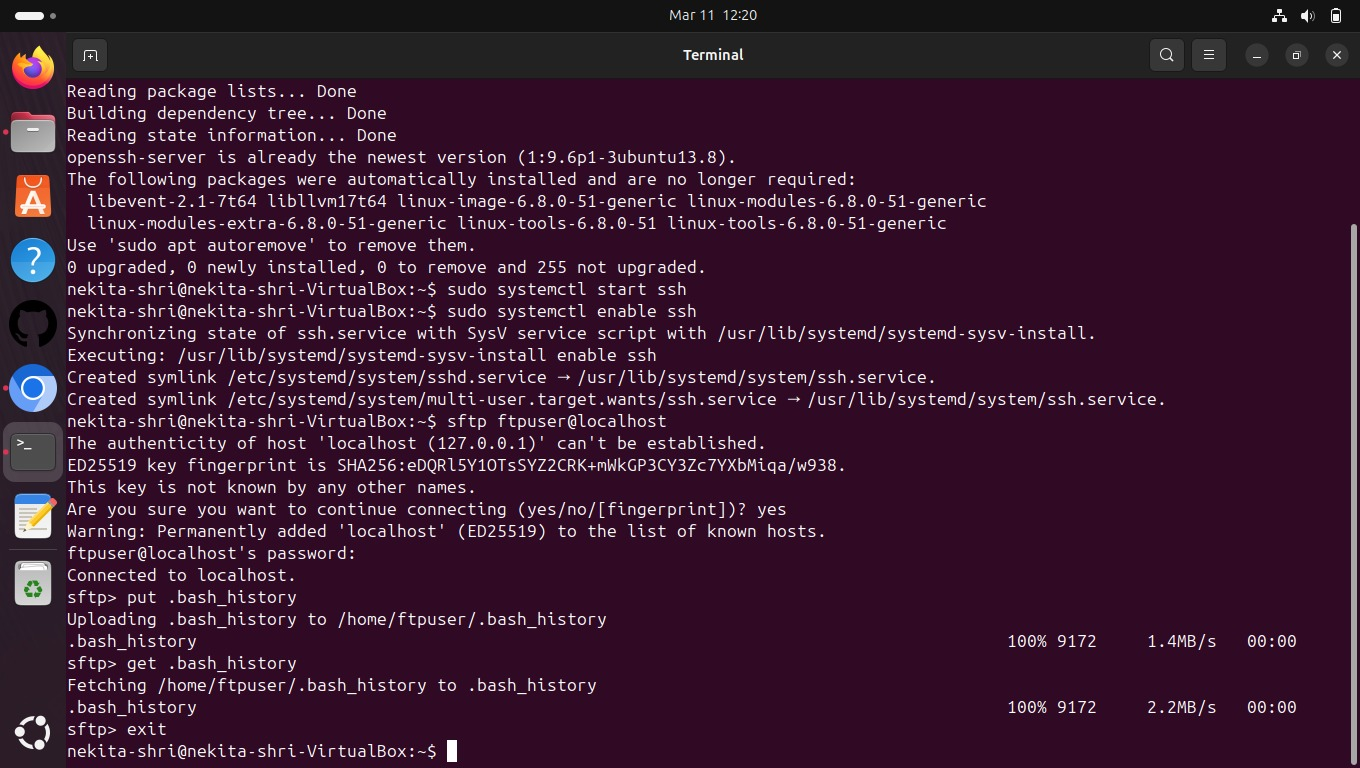 Mar 11 12:20
Terminal
Reading package lists... Done
Building dependency tree... Done
Reading state information... Done
openssh-server is already the newest version (1:9.6p1-3ubuntu13.8).
The following packages were automatically installed and are no longer required:
  libevent-2.1-7t64 libllvm17t64 linux-image-6.8.0-51-generic linux-modules-6.8.0-51-generic
  linux-modules-extra-6.8.0-51-generic linux-tools-6.8.0-51 linux-tools-6.8.0-51-generic
Use 'sudo apt autoremove' to remove them.
0 upgraded, 0 newly installed, 0 to remove and 255 not upgraded.
nekita-shri@nekita-shri-VirtualBox:~$ sudo systemctl start ssh
nekita-shri@nekita-shri-VirtualBox:~$ sudo systemctl enable ssh
Synchronizing state of ssh.service with SysV service script with /usr/lib/systemd/systemd-sysv-install.
Executing: /usr/lib/systemd/systemd-sysv-install enable ssh
Created symlink /etc/systemd/system/sshd.service → /usr/lib/systemd/system/ssh.service.
Created symlink /etc/systemd/system/multi-user.target.wants/ssh.service → /usr/lib/systemd/system/ssh.service.
nekita-shri@nekita-shri-VirtualBox:~$ sftp ftpuser@localhost
The authenticity of host 'localhost (127.0.0.1)' can't be established.
ED25519 key fingerprint is SHA256:eDQRl5Y1OTsSYZ2CRK+mWkGP3CY3Zc7YXbMiqa/w938.
This key is not known by any other names.
Are you sure you want to continue connecting (yes/no/[fingerprint])? yes
Warning: Permanently added 'localhost' (ED25519) to the list of known hosts.
ftpuser@localhost's password:
Connected to localhost.
sftp> put .bash_history
Uploading .bash_history to /home/ftpuser/.bash_history
.bash_history 100% 9172 1.4MB/s 00:00
sftp> get .bash_history
Fetching /home/ftpuser/.bash_history to .bash_history
.bash_history 100% 9172 2.2MB/s 00:00
sftp> exit
nekita-shri@nekita-shri-VirtualBox:~$